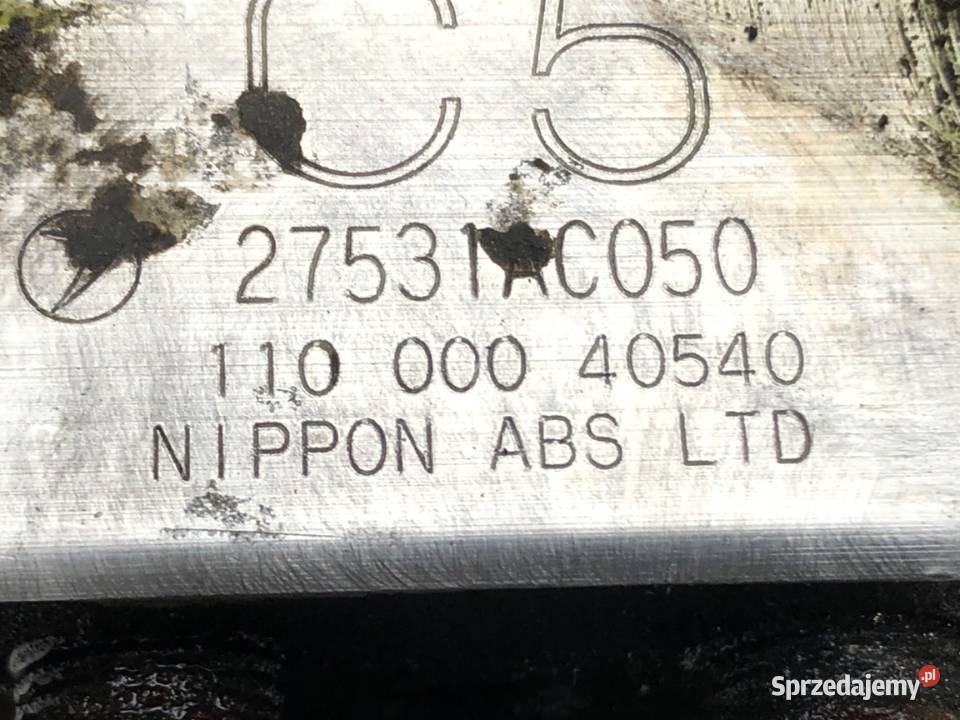 C5
27531AC050
110 000 40540
NIPPON ABS LTD
Sprzedajemy.pl